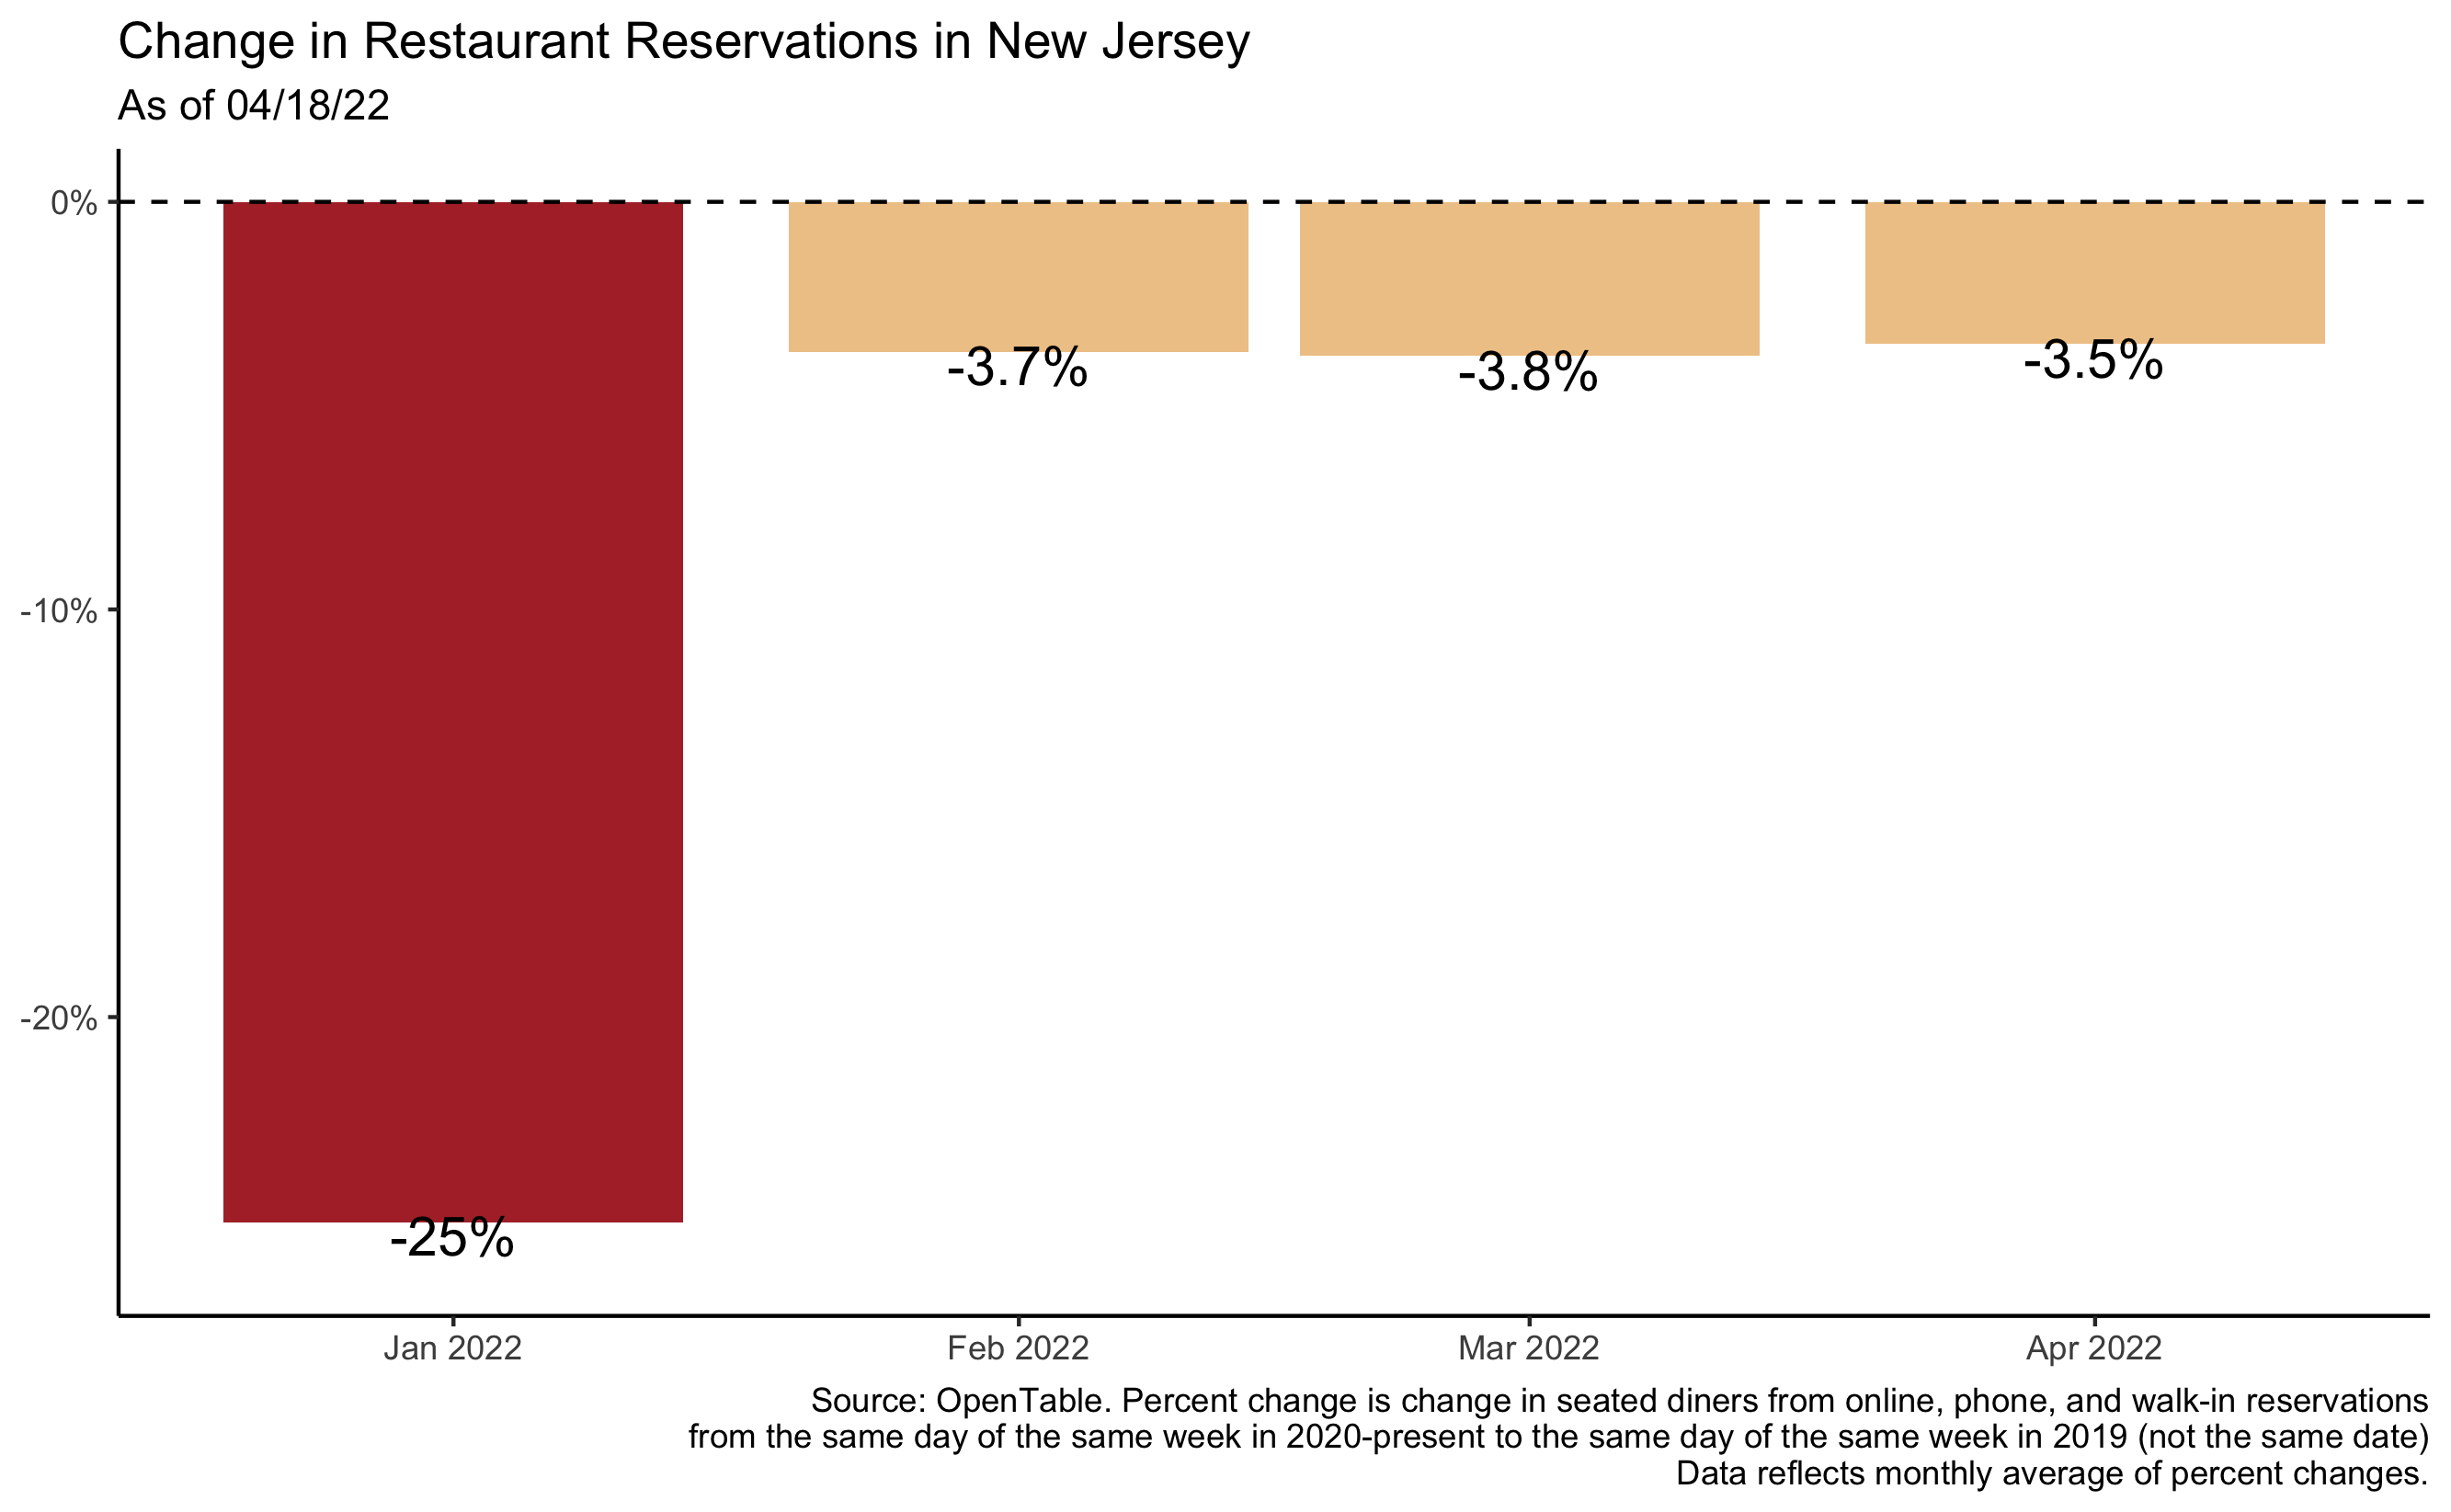 Change in Restaurant Reservations in New Jersey
As of 04/18/22
0%
-10%
-20%
-25%
-3.7%
-3.8%
-3.5%
Jan 2022
Feb 2022
Mar 2022
Apr 2022
Source: OpenTable. Percent change is change in seated diners from online, phone, and walk-in reservations
from the same day of the same week in 2020-present to the same day of the same week in 2019 (not the same date)
Data reflects monthly average of percent changes.